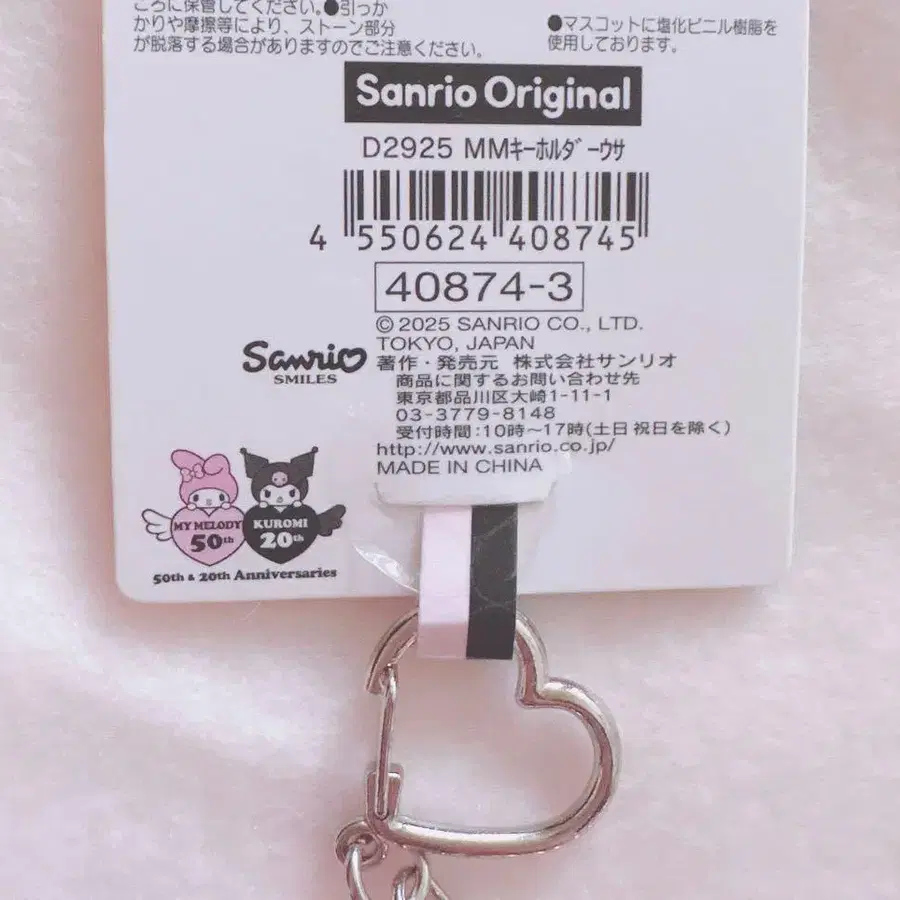 ころに保管してください。●引っか
かりや摩擦等により、ストーン部分
が脱落する場合がありますのでご注意ください。
●マスコットに塩化ビニル樹脂を
使用しております。
Sanrio Original
D2925 MMキーホルダーウサ
4 550624 408745
40874-3
© 2025 SANRIO CO., LTD.
TOKYO, JAPAN
Sanrio
SMILES
著作・発売元 株式会社サンリオ
商品に関するお問い合わせ先
東京都品川区大崎1-11-1
03-3779-8148
受付時間:10時～17時(土日祝日を除く)
http://www.sanrio.co.jp/
MADE IN CHINA
MY MELODY
50th
KUROMI
20th
50th & 20th Anniversaries